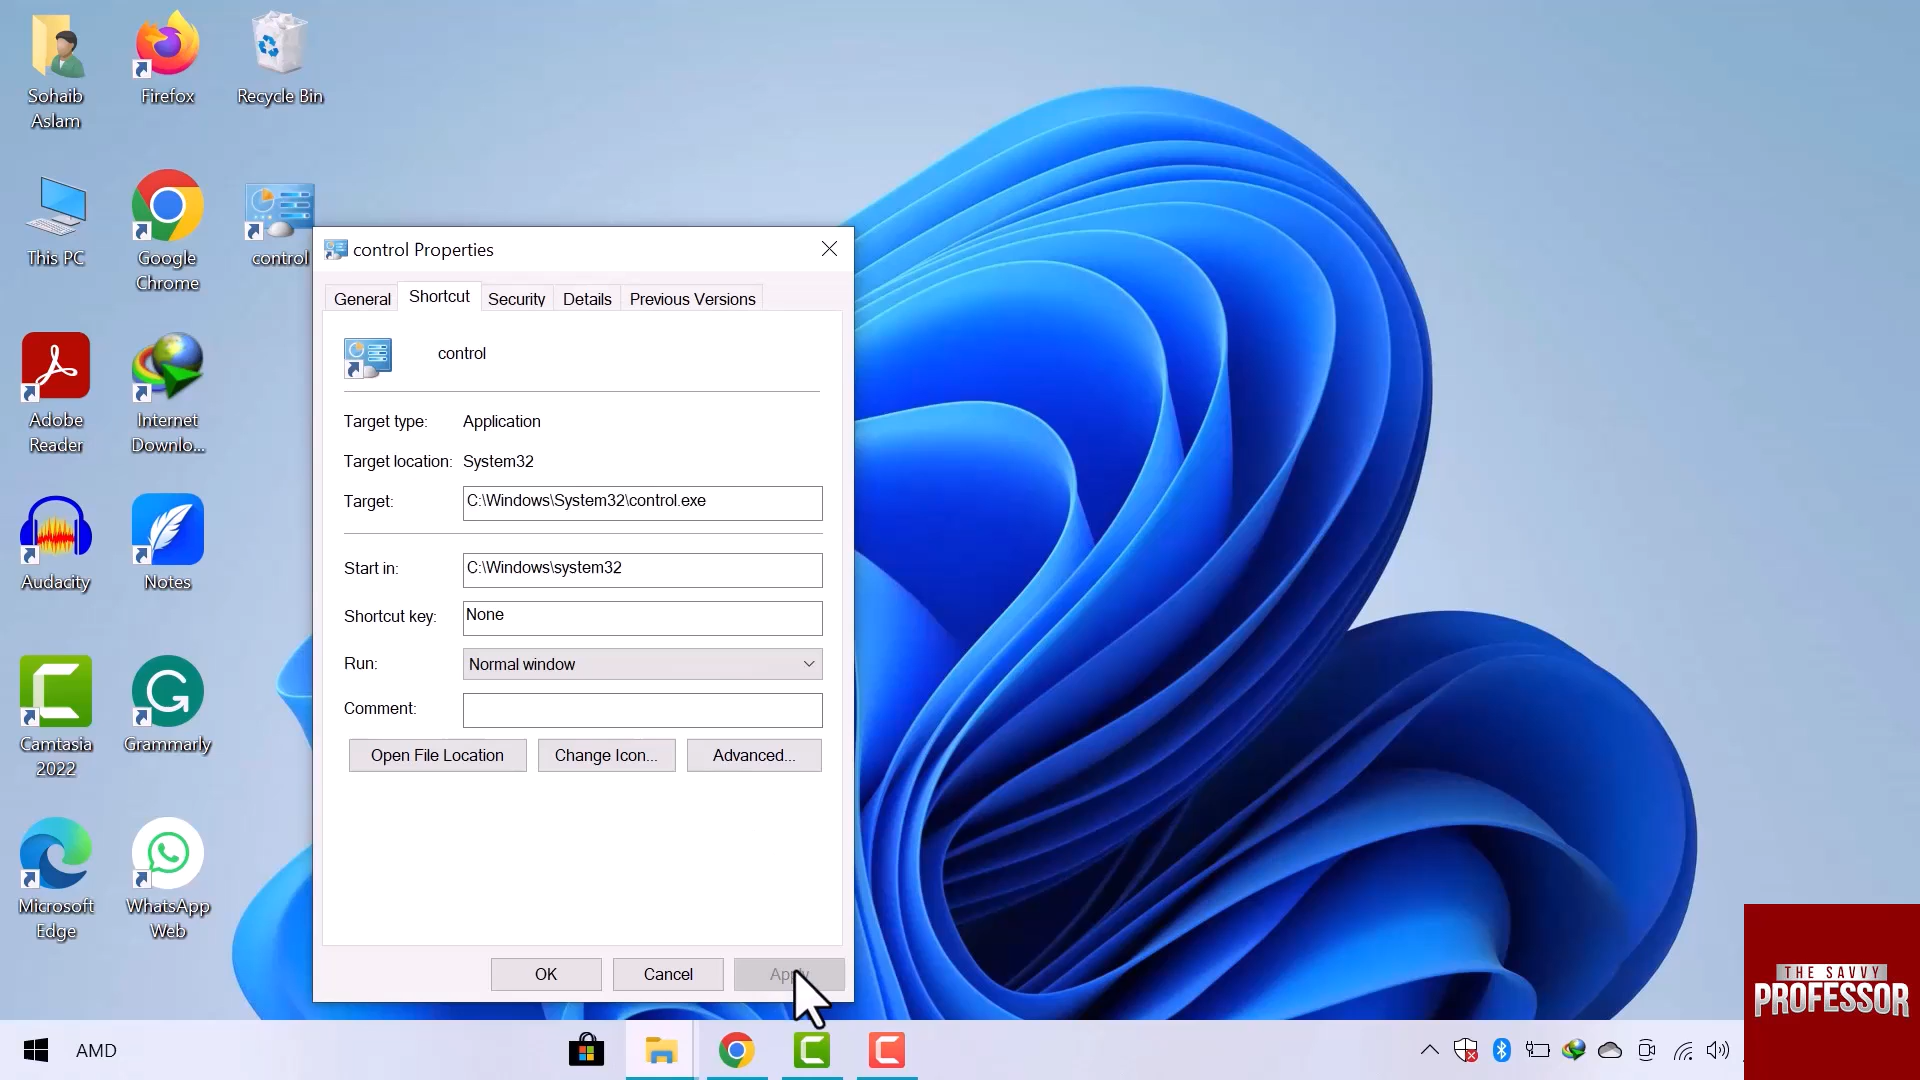 Sohaib
Aslam
Firefox
Recycle Bin
This PC
Google
Chrome
control
Adobe
Reader
Internet
Downlo...
Audacity
Notes
Camtasia
2022
Grammarly
Microsoft
Edge
WhatsApp
Web
control Properties
General
Shortcut
Security
Details
Previous Versions
control
Target type: Application
Target location: System32
Target: C:\Windows\System32\control.exe
Start in: C:\Windows\system32
Shortcut key: None
Run: Normal window
Comment:
Open File Location
Change Icon...
Advanced...
OK
Cancel
AMD
THE SAVVY
PROFESSOR